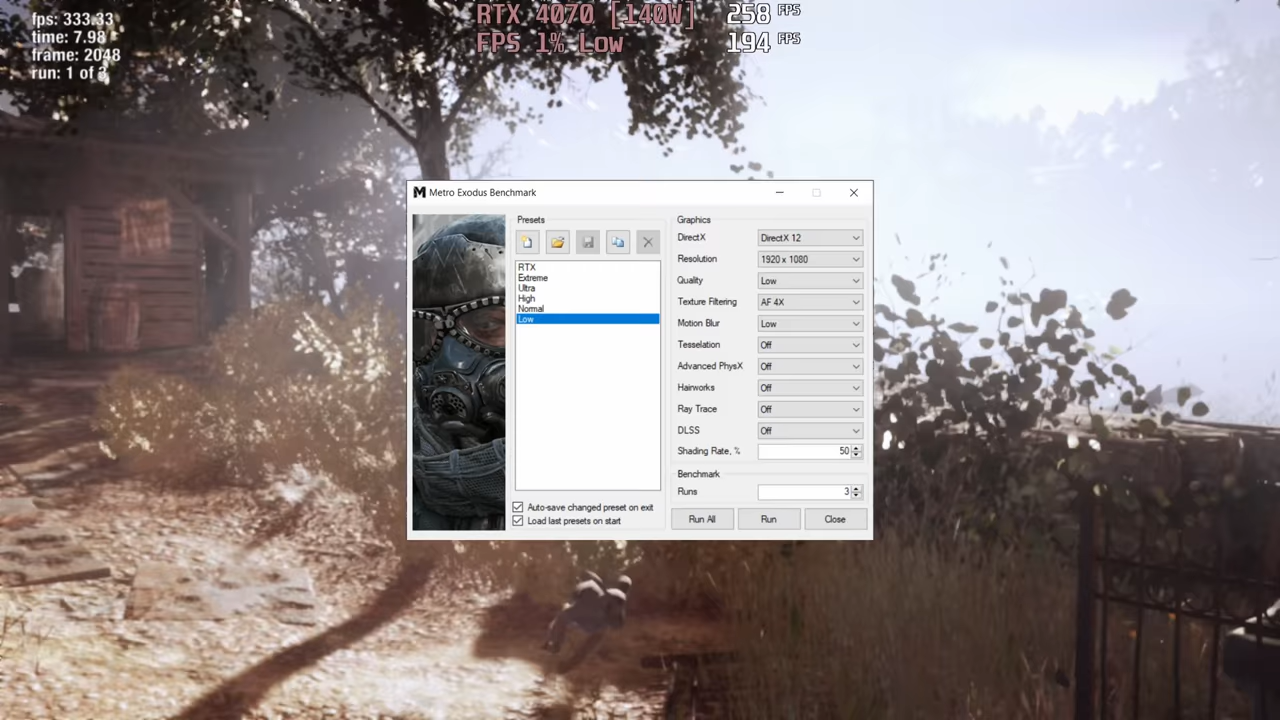 fps: 333.33
time: 7.98
frame: 2048
run: 1 of 3
RTX 4070 [140W] 258 FPS
FPS 1% Low 194 FPS
Metro Exodus Benchmark
Presets
RTX
Extreme
Ultra
High
Normal
Low
Auto-save changed preset on exit
Load last presets on start
Graphics
DirectX DirectX 12
Resolution 1920 x 1080
Quality Low
Texture Filtering AF 4X
Motion Blur Low
Tesselation Off
Advanced PhysX Off
Hairworks Off
Ray Trace Off
DLSS Off
Shading Rate, % 50
Benchmark
Runs 3
Run All Run Close